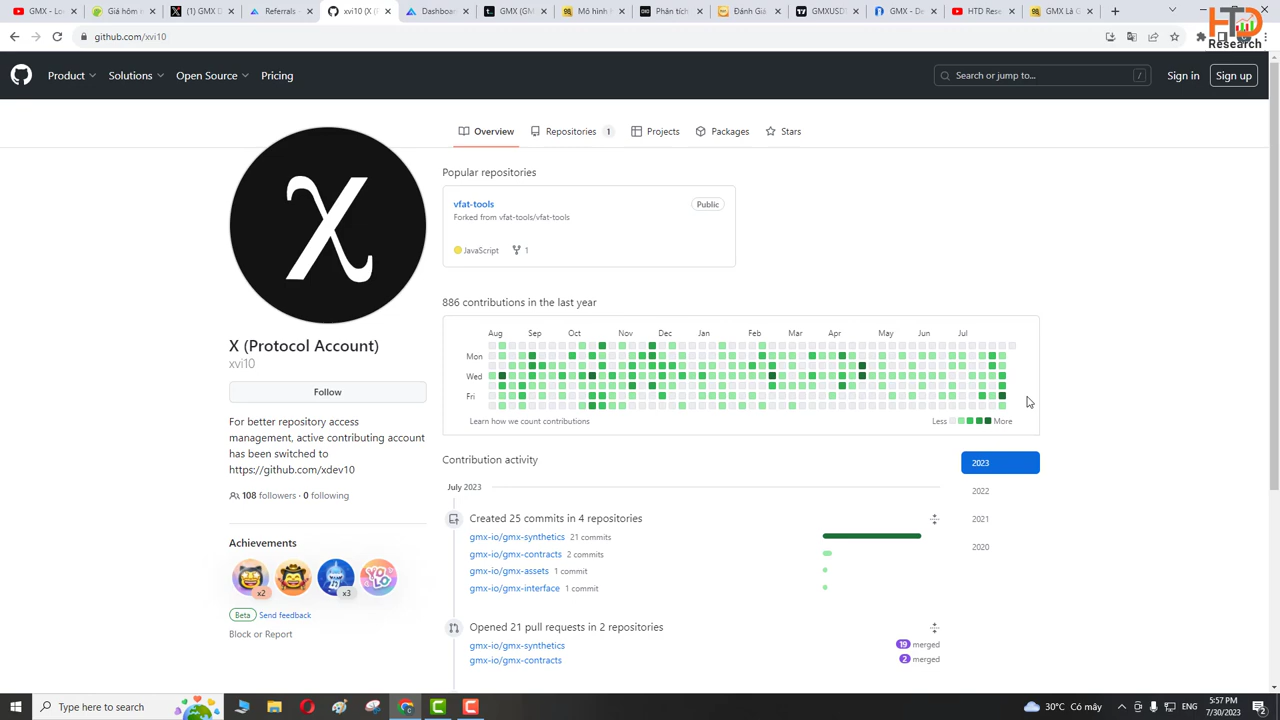 GMX - Lo
Giá hôm n
(1) GMX D
Referrals -
xvi10 (X (
Dashboar
GMX (GM
Mô hình k
Phân tích
Đánh Giá
GMXUSD
GMX - De
HTD Rese
GMX Là G
HTD
Research
github.com/xvi10
Product
Solutions
Open Source
Pricing
Search or jump to...
/
Sign in
Sign up
Overview
Repositories 1
Projects
Packages
Stars
X
X (Protocol Account)
xvi10
Follow
For better repository access
management, active contributing account
has been switched to
https://github.com/xdev10
108 followers · 0 following
Achievements
x2
x3
YOLO
Beta Send feedback
Block or Report
Popular repositories
vfat-tools
Public
Forked from vfat-tools/vfat-tools
JavaScript
1
886 contributions in the last year
Aug Sep Oct Nov Dec Jan Feb Mar Apr May Jun Jul
Mon
Wed
Fri
Learn how we count contributions
Less More
Contribution activity
2023
2022
2021
2020
July 2023
Created 25 commits in 4 repositories
gmx-io/gmx-synthetics 21 commits
gmx-io/gmx-contracts 2 commits
gmx-io/gmx-assets 1 commit
gmx-io/gmx-interface 1 commit
Opened 21 pull requests in 2 repositories
gmx-io/gmx-synthetics
19 merged
gmx-io/gmx-contracts
2 merged
Type here to search
30°C Có mây
ENG
5:57 PM
7/30/2023
2